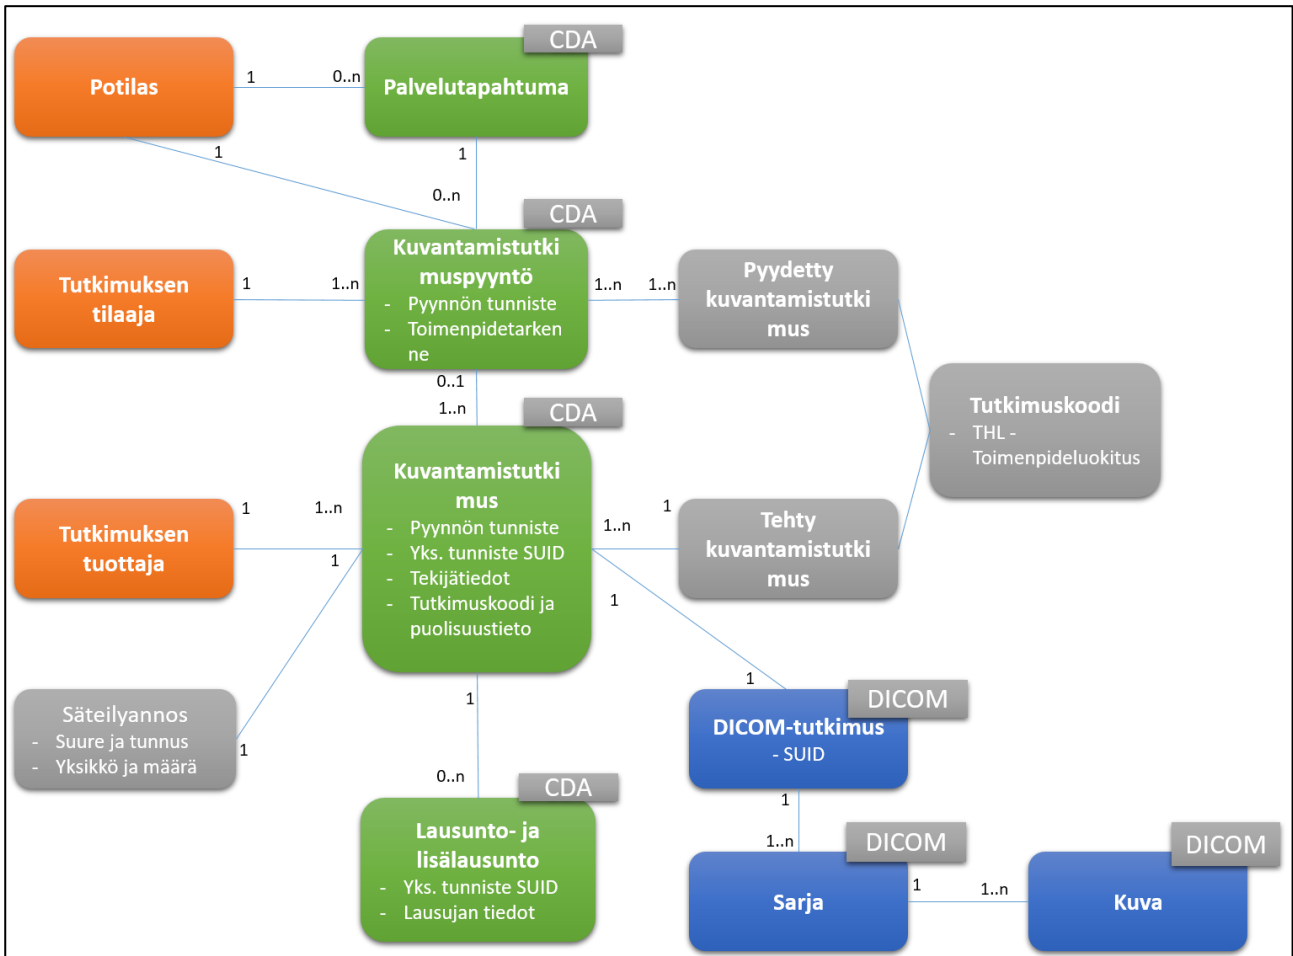 CDA
Potilas
1
0..n
Palvelutapahtuma
1
1
0..n
CDA
Tutkimuksen
tilaaja
1
1..n
Kuvantamistutki
muspyyntö
- Pyynnön tunniste
- Toimenpidetarken
ne
1..n
1..n
Pyydetty
kuvantamistutki
mus
0..1
1..n
CDA
Tutkimuskoodi
- THL -
Toimenpideluokitus
Tutkimuksen
tuottaja
1
1..n
1
Kuvantamistutki
mus
- Pyynnön tunniste
- Yks. tunniste SUID
- Tekijätiedot
- Tutkimuskoodi ja
puolisuustieto
1..n
1
Tehty
kuvantamistutki
mus
1
1
Säteilyannos
- Suure ja tunnus
- Yksikkö ja määrä
1
1
0..n
DICOM
DICOM-tutkimus
- SUID
1
1..n
CDA
Lausunto- ja
lisälausunto
- Yks. tunniste SUID
- Lausujan tiedot
DICOM
Sarja
1
1..n
DICOM
Kuva